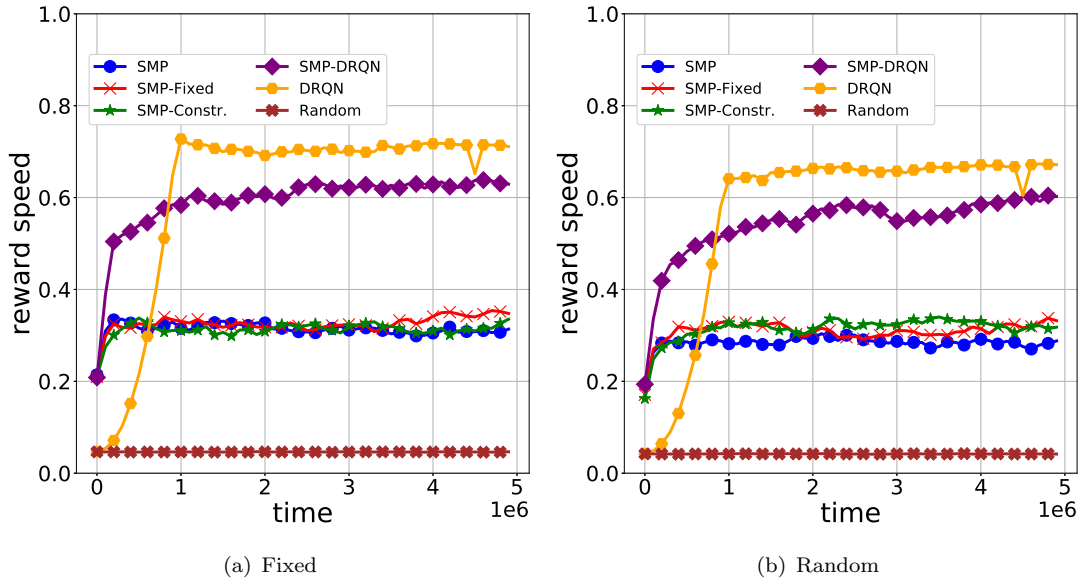 1.0
0.8
0.6
0.4
0.2
0.0
reward speed
SMP
SMP-Fixed
SMP-Constr.
SMP-DRQN
DRQN
Random
0 1 2 3 4 5
1e6
time
(a) Fixed
1.0
0.8
0.6
0.4
0.2
0.0
reward speed
SMP
SMP-Fixed
SMP-Constr.
SMP-DRQN
DRQN
Random
0 1 2 3 4 5
1e6
time
(b) Random